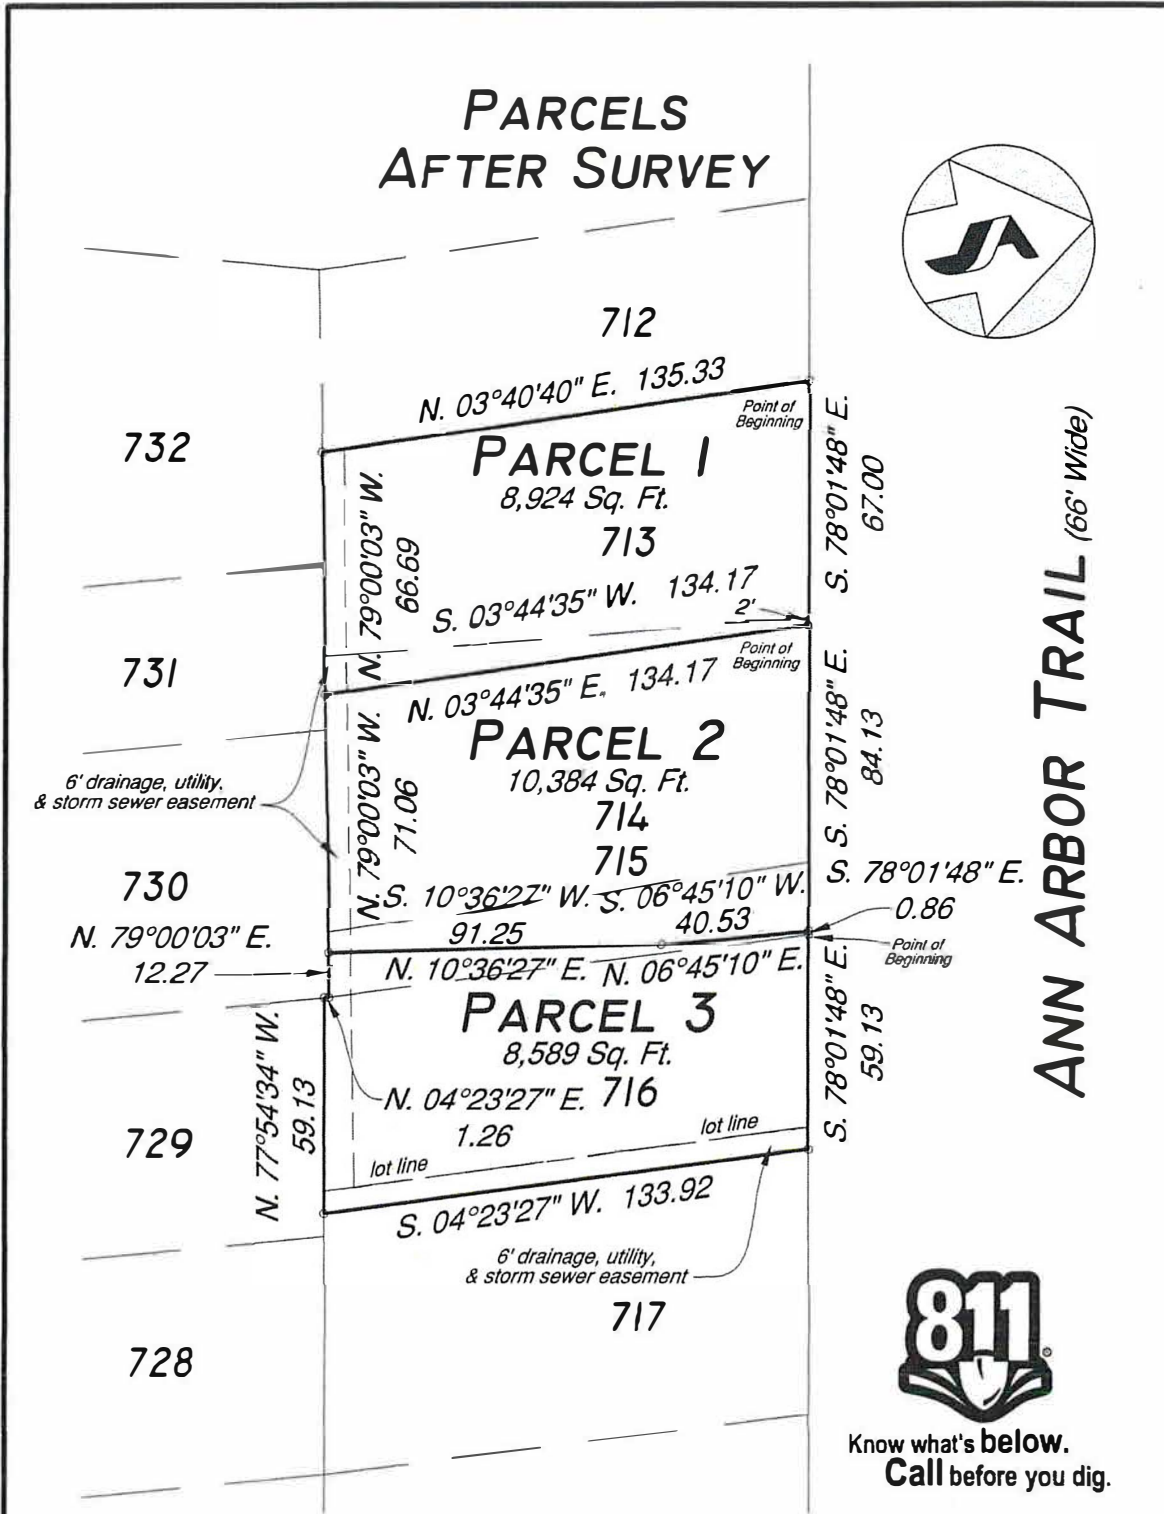 PARCELS
AFTER SURVEY
712
N. 03°40'40" E. 135.33
Point of
Beginning
732
PARCEL 1
8,924 Sq. Ft.
713
N. 79°00'03" W.
66.69
S. 78°01'48" E.
67.00
S. 03°44'35" W. 134.17
2'
Point of
Beginning
731
N. 03°44'35" E. 134.17
PARCEL 2
10,384 Sq. Ft.
714
715
N. 79°00'03" W.
71.06
S. 78°01'48" E.
84.13
6' drainage, utility,
& storm sewer easement
730
S. 10°36'27" W. S. 06°45'10" W.
91.25 40.53
S. 78°01'48" E.
0.86
Point of
Beginning
N. 79°00'03" E.
12.27
N. 10°36'27" E. N. 06°45'10" E.
PARCEL 3
8,589 Sq. Ft.
716
N. 04°23'27" E.
1.26
N. 77°54'34" W.
59.13
S. 78°01'48" E.
59.13
729
lot line
lot line
S. 04°23'27" W. 133.92
6' drainage, utility,
& storm sewer easement
717
728
ANN ARBOR TRAIL (66' Wide)
811®
Know what's below.
Call before you dig.